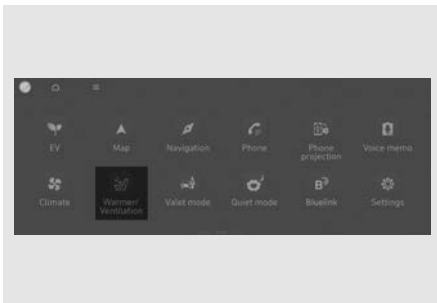 EV
Map
Navigation
Phone
Phone
projection
Voice memo
Climate
Warmer/
Ventilation
Valet mode
Quiet mode
Bluelink
Settings